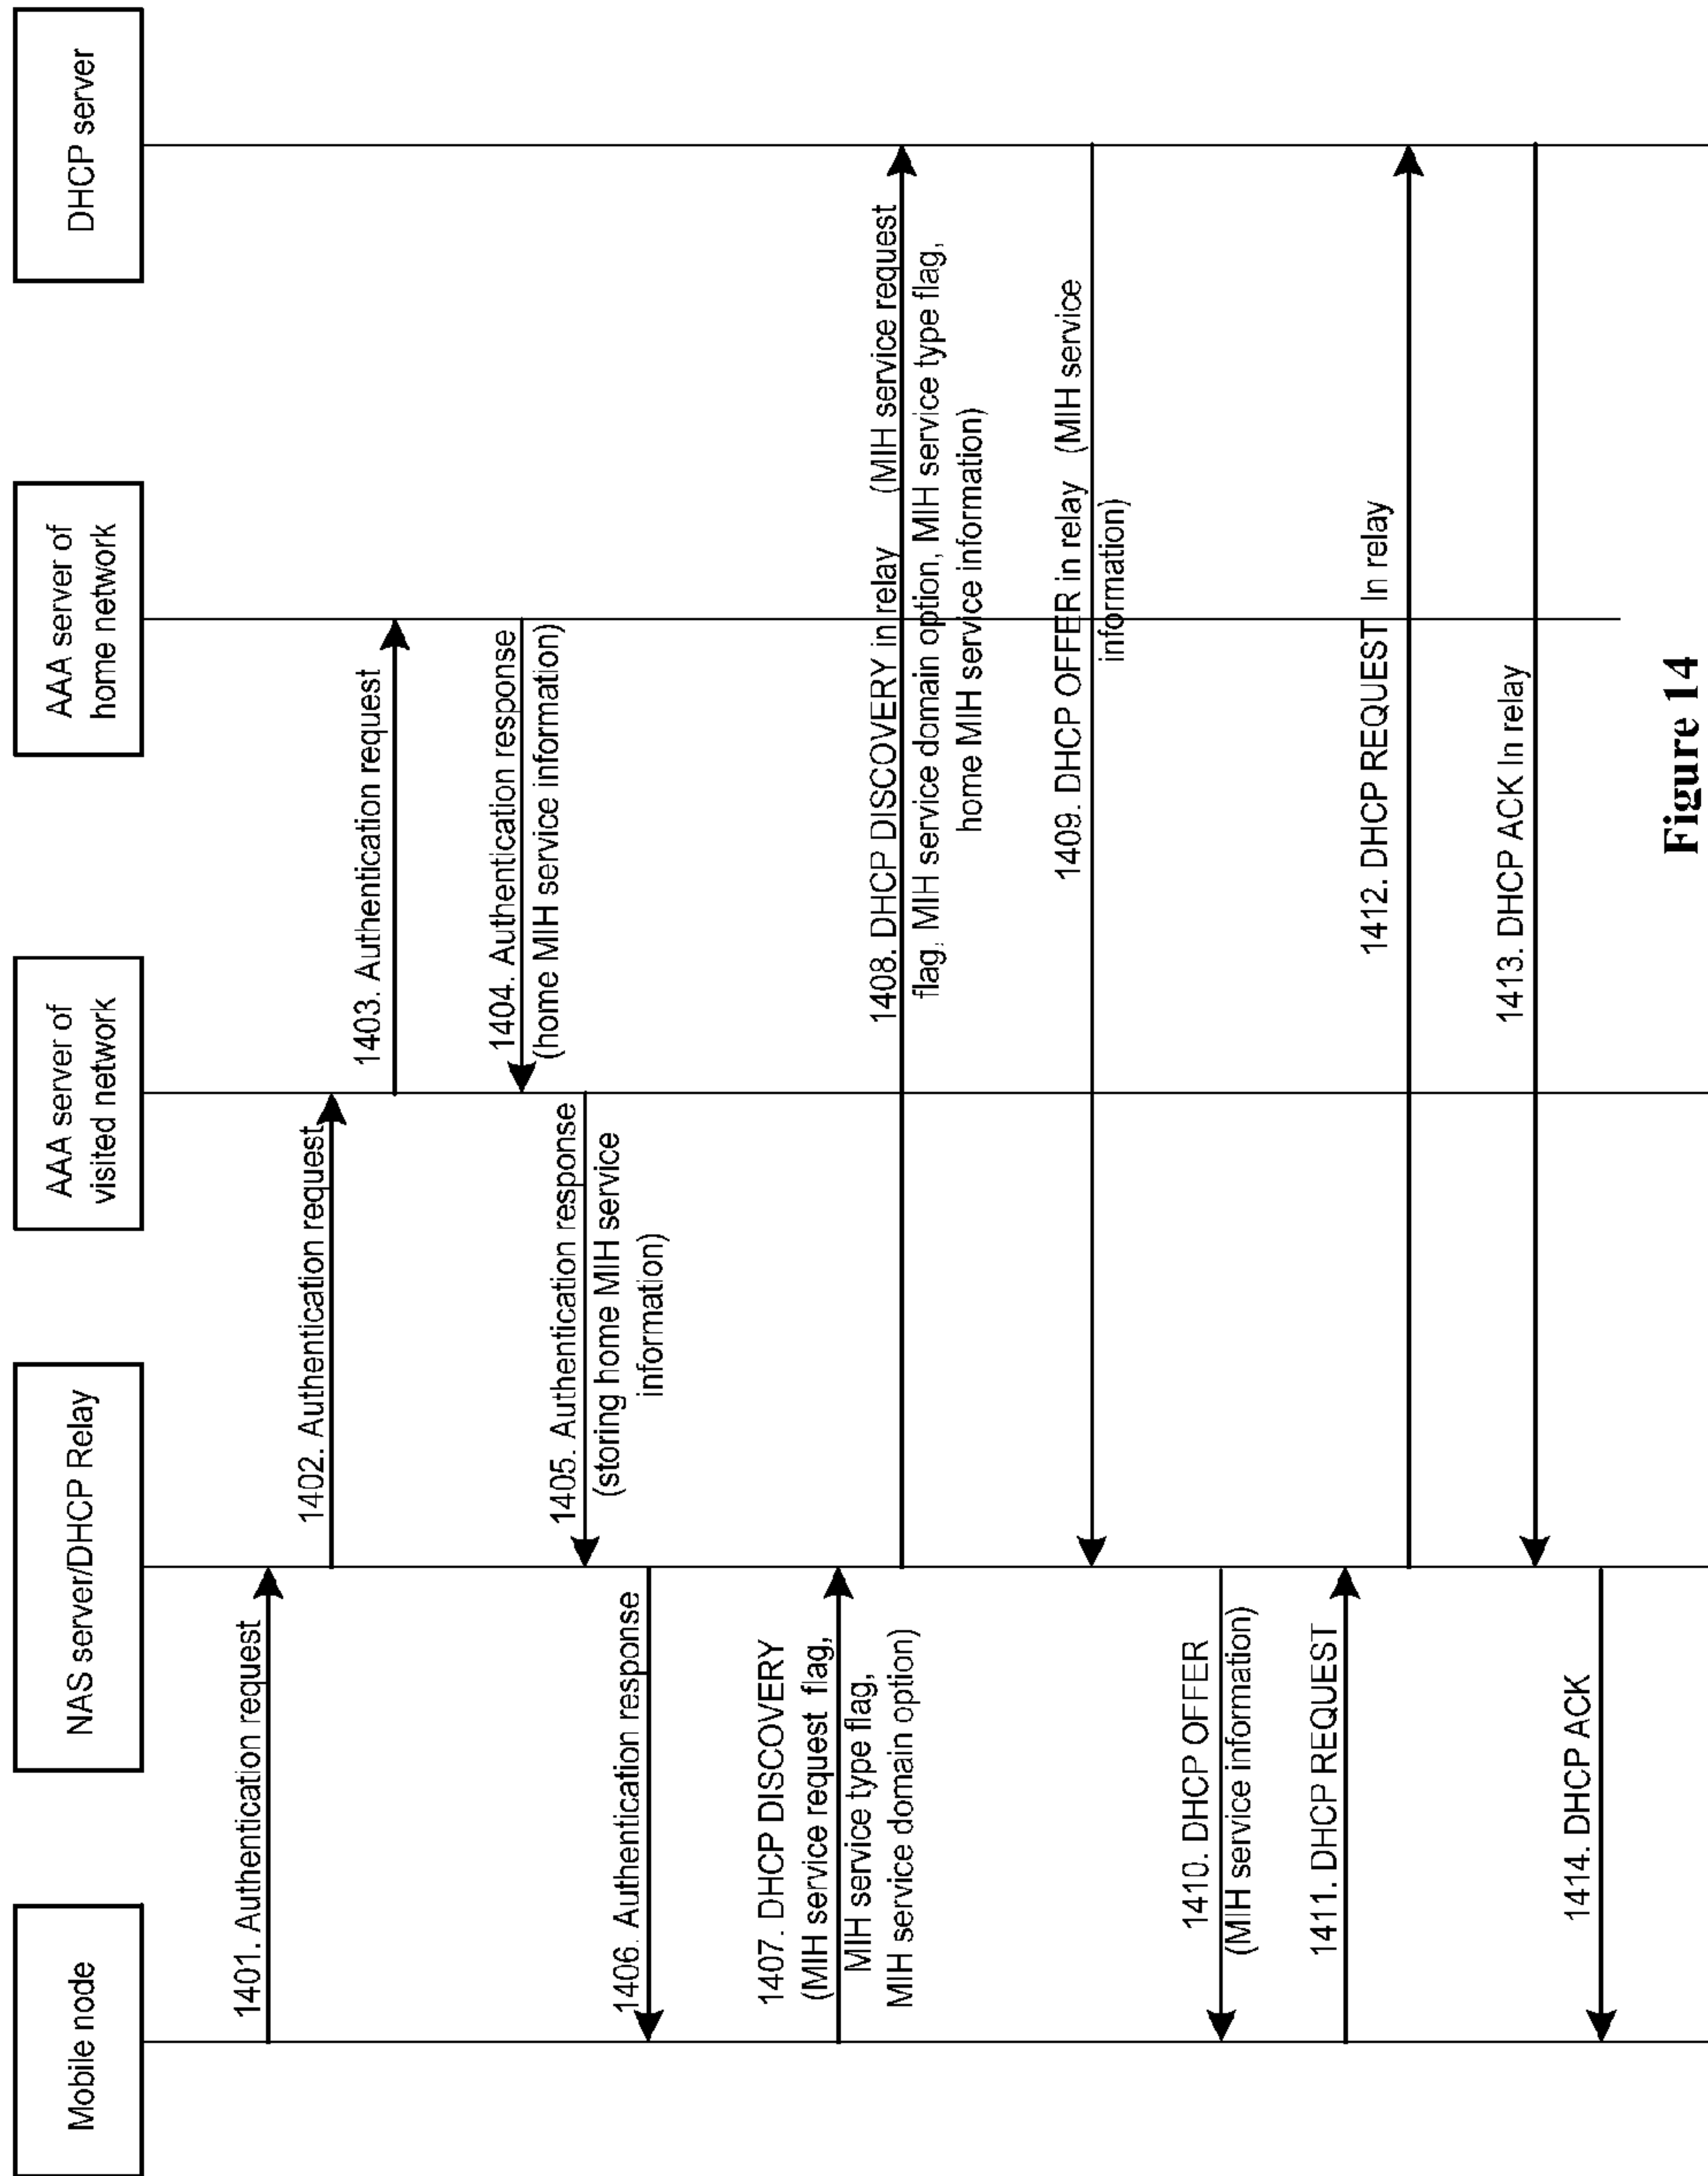 Mobile node
NAS server/DHCP Relay
AAA server of
visited network
AAA server of
home network
DHCP server
1401. Authentication request
1402. Authentication request
1403. Authentication request
1404. Authentication response
(home MIH service information)
1405. Authentication response
(storing home MIH service
information)
1406. Authentication response
1407. DHCP DISCOVERY
(MIH service request flag,
MIH service type flag,
MIH service domain option)
1408. DHCP DISCOVERY in relay (MIH service request
flag, MIH service domain option, MIH service type flag,
home MIH service information)
1409. DHCP OFFER in relay (MIH service
information)
1410. DHCP OFFER
(MIH service information)
1411. DHCP REQUEST
1412. DHCP REQUEST In relay
1413. DHCP ACK In relay
1414. DHCP ACK
Figure 14